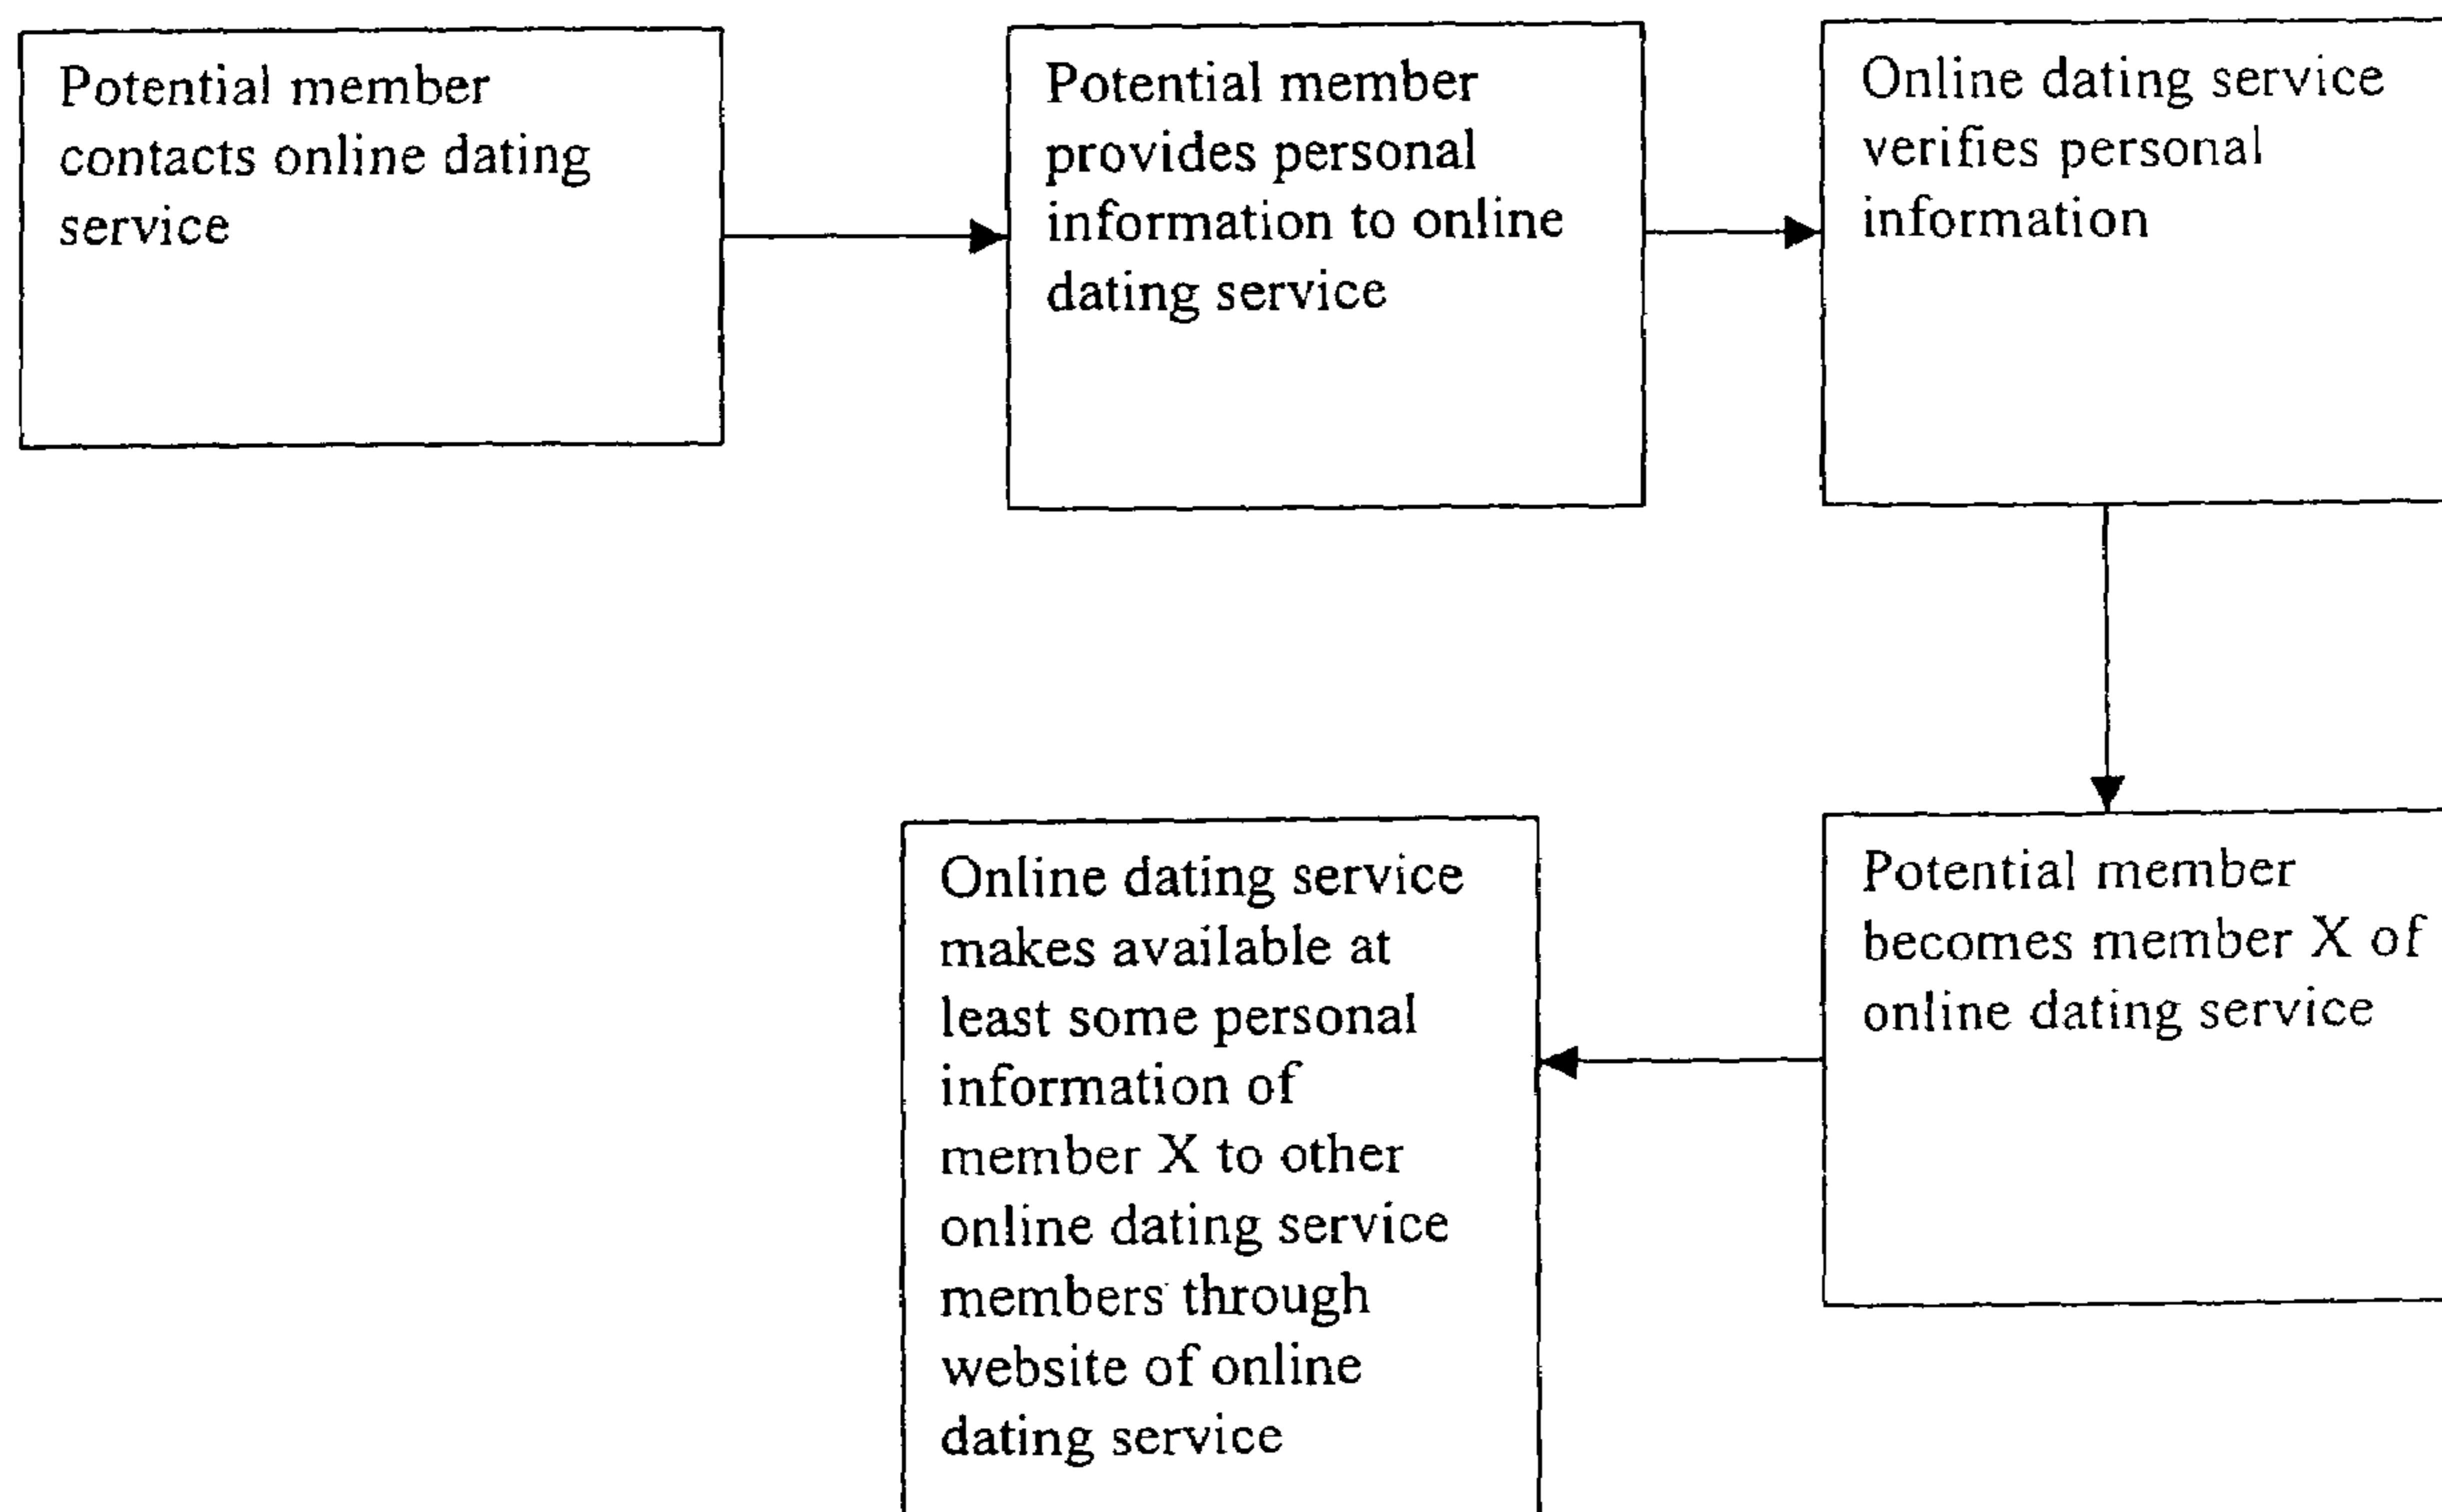 Potential member
contacts online dating
service
Potential member
provides personal
information to online
dating service
Online dating service
verifies personal
information
Potential member
becomes member X of
online dating service
Online dating service
makes available at
least some personal
information of
member X to other
online dating service
members through
website of online
dating service